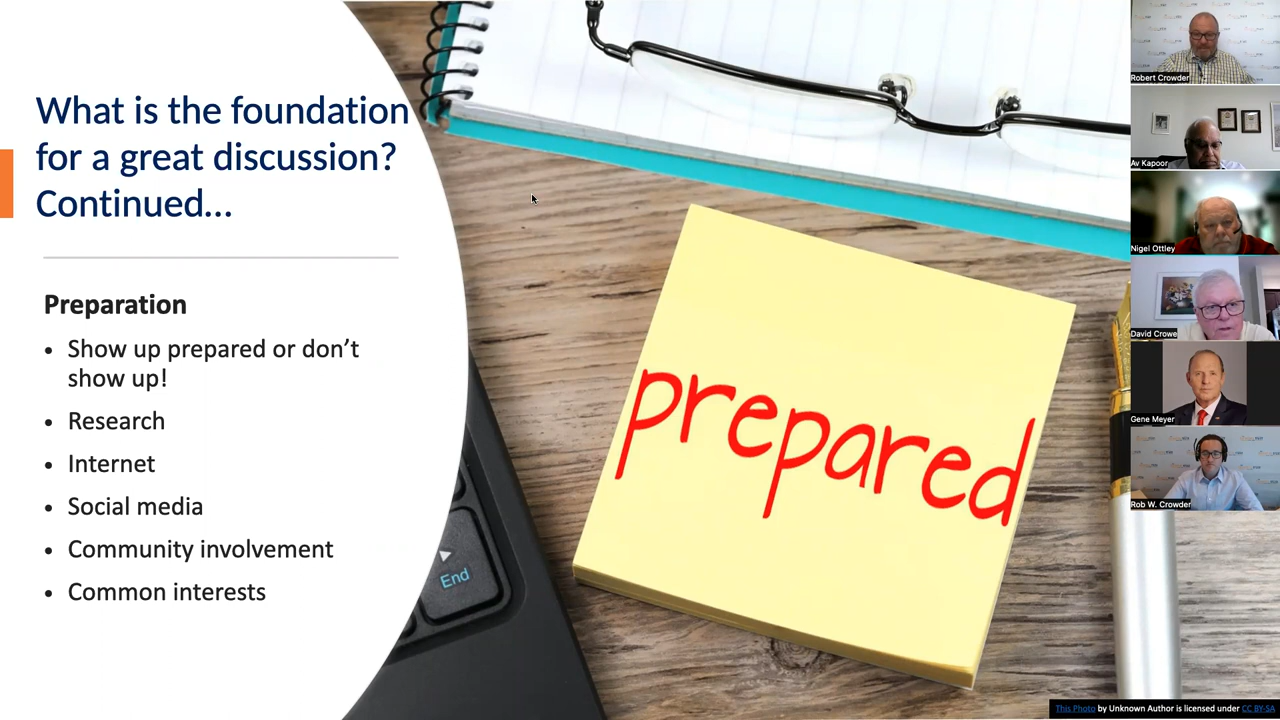 What is the foundation
for a great discussion?
Continued…
Preparation
• Show up prepared or don’t
show up!
• Research
• Internet
• Social media
• Community involvement
• Common interests
End
prepared
Robert Crowder
Av Kapoor
Nigel Ottley
David Crowe
Gene Meyer
Rob W. Crowder
This Photo by Unknown Author is licensed under CC BY-SA